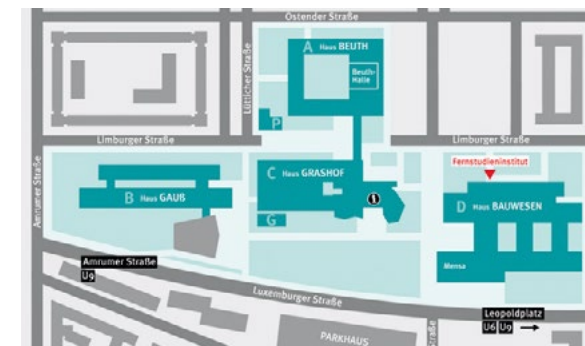 Ostender Straße
A Haus BEUTH
Beuth-
Halle
Lütticher Straße
P
Limburger Straße
Limburger Straße
Fernstudieninstitut
C Haus GRASHOF
B Haus GAUß
D Haus BAUWESEN
G
i
Amrumer Straße
Mensa
Amrumer Straße
U9
Luxemburger Straße
Leopoldplatz
U6 U9
PARKHAUS
straße